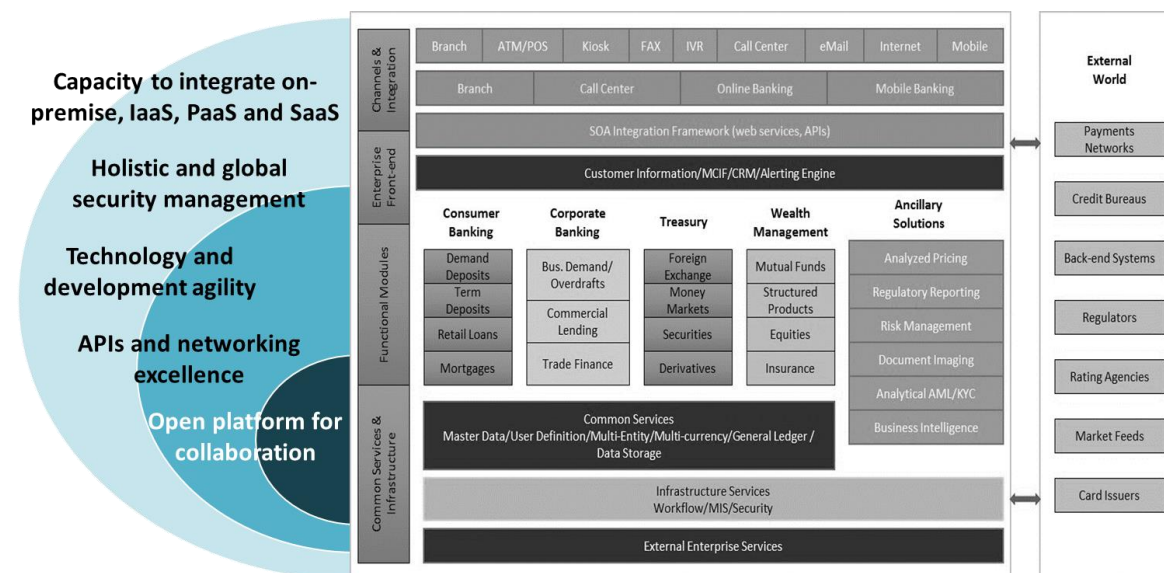 Capacity to integrate on-
premise, IaaS, PaaS and SaaS
Holistic and global
security management
Technology and
development agility
APIs and networking
excellence
Open platform for
collaboration
Channels &
Integration
Branch ATM/POS Kiosk FAX IVR Call Center eMail Internet Mobile
Branch Call Center Online Banking Mobile Banking
SOA Integration Framework (web services, APIs)
Enterprise
Front-end
Customer Information/MCIF/CRM/Alerting Engine
Functional Modules
Consumer
Banking
Demand
Deposits
Term
Deposits
Retail Loans
Mortgages
Corporate
Banking
Bus. Demand/
Overdrafts
Commercial
Lending
Trade Finance
Treasury
Foreign
Exchange
Money
Markets
Securities
Derivatives
Wealth
Management
Mutual Funds
Structured
Products
Equities
Insurance
Ancillary
Solutions
Analyzed Pricing
Regulatory Reporting
Risk Management
Document Imaging
Analytical AML/KYC
Business Intelligence
Common Services &
Infrastructure
Common Services
Master Data/User Definition/Multi-Entity/Multi-currency/General Ledger /
Data Storage
Infrastructure Services
Workflow/MIS/Security
External Enterprise Services
External
World
Payments
Networks
Credit Bureaus
Back-end Systems
Regulators
Rating Agencies
Market Feeds
Card Issuers